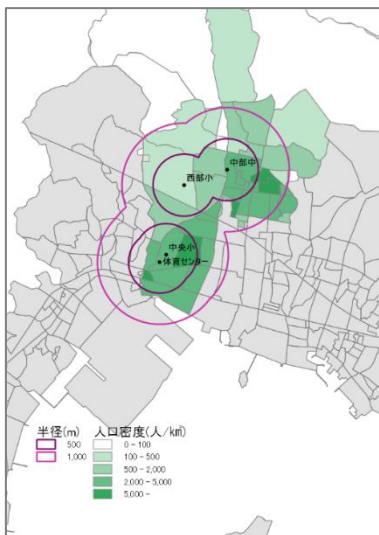 中部中
西部小
中央小
体育センター
半径(m) 人口密度(人/k㎡)
500 0 - 100
1,000 100 - 500
500 - 2,000
2,000 - 5,000
5,000 -